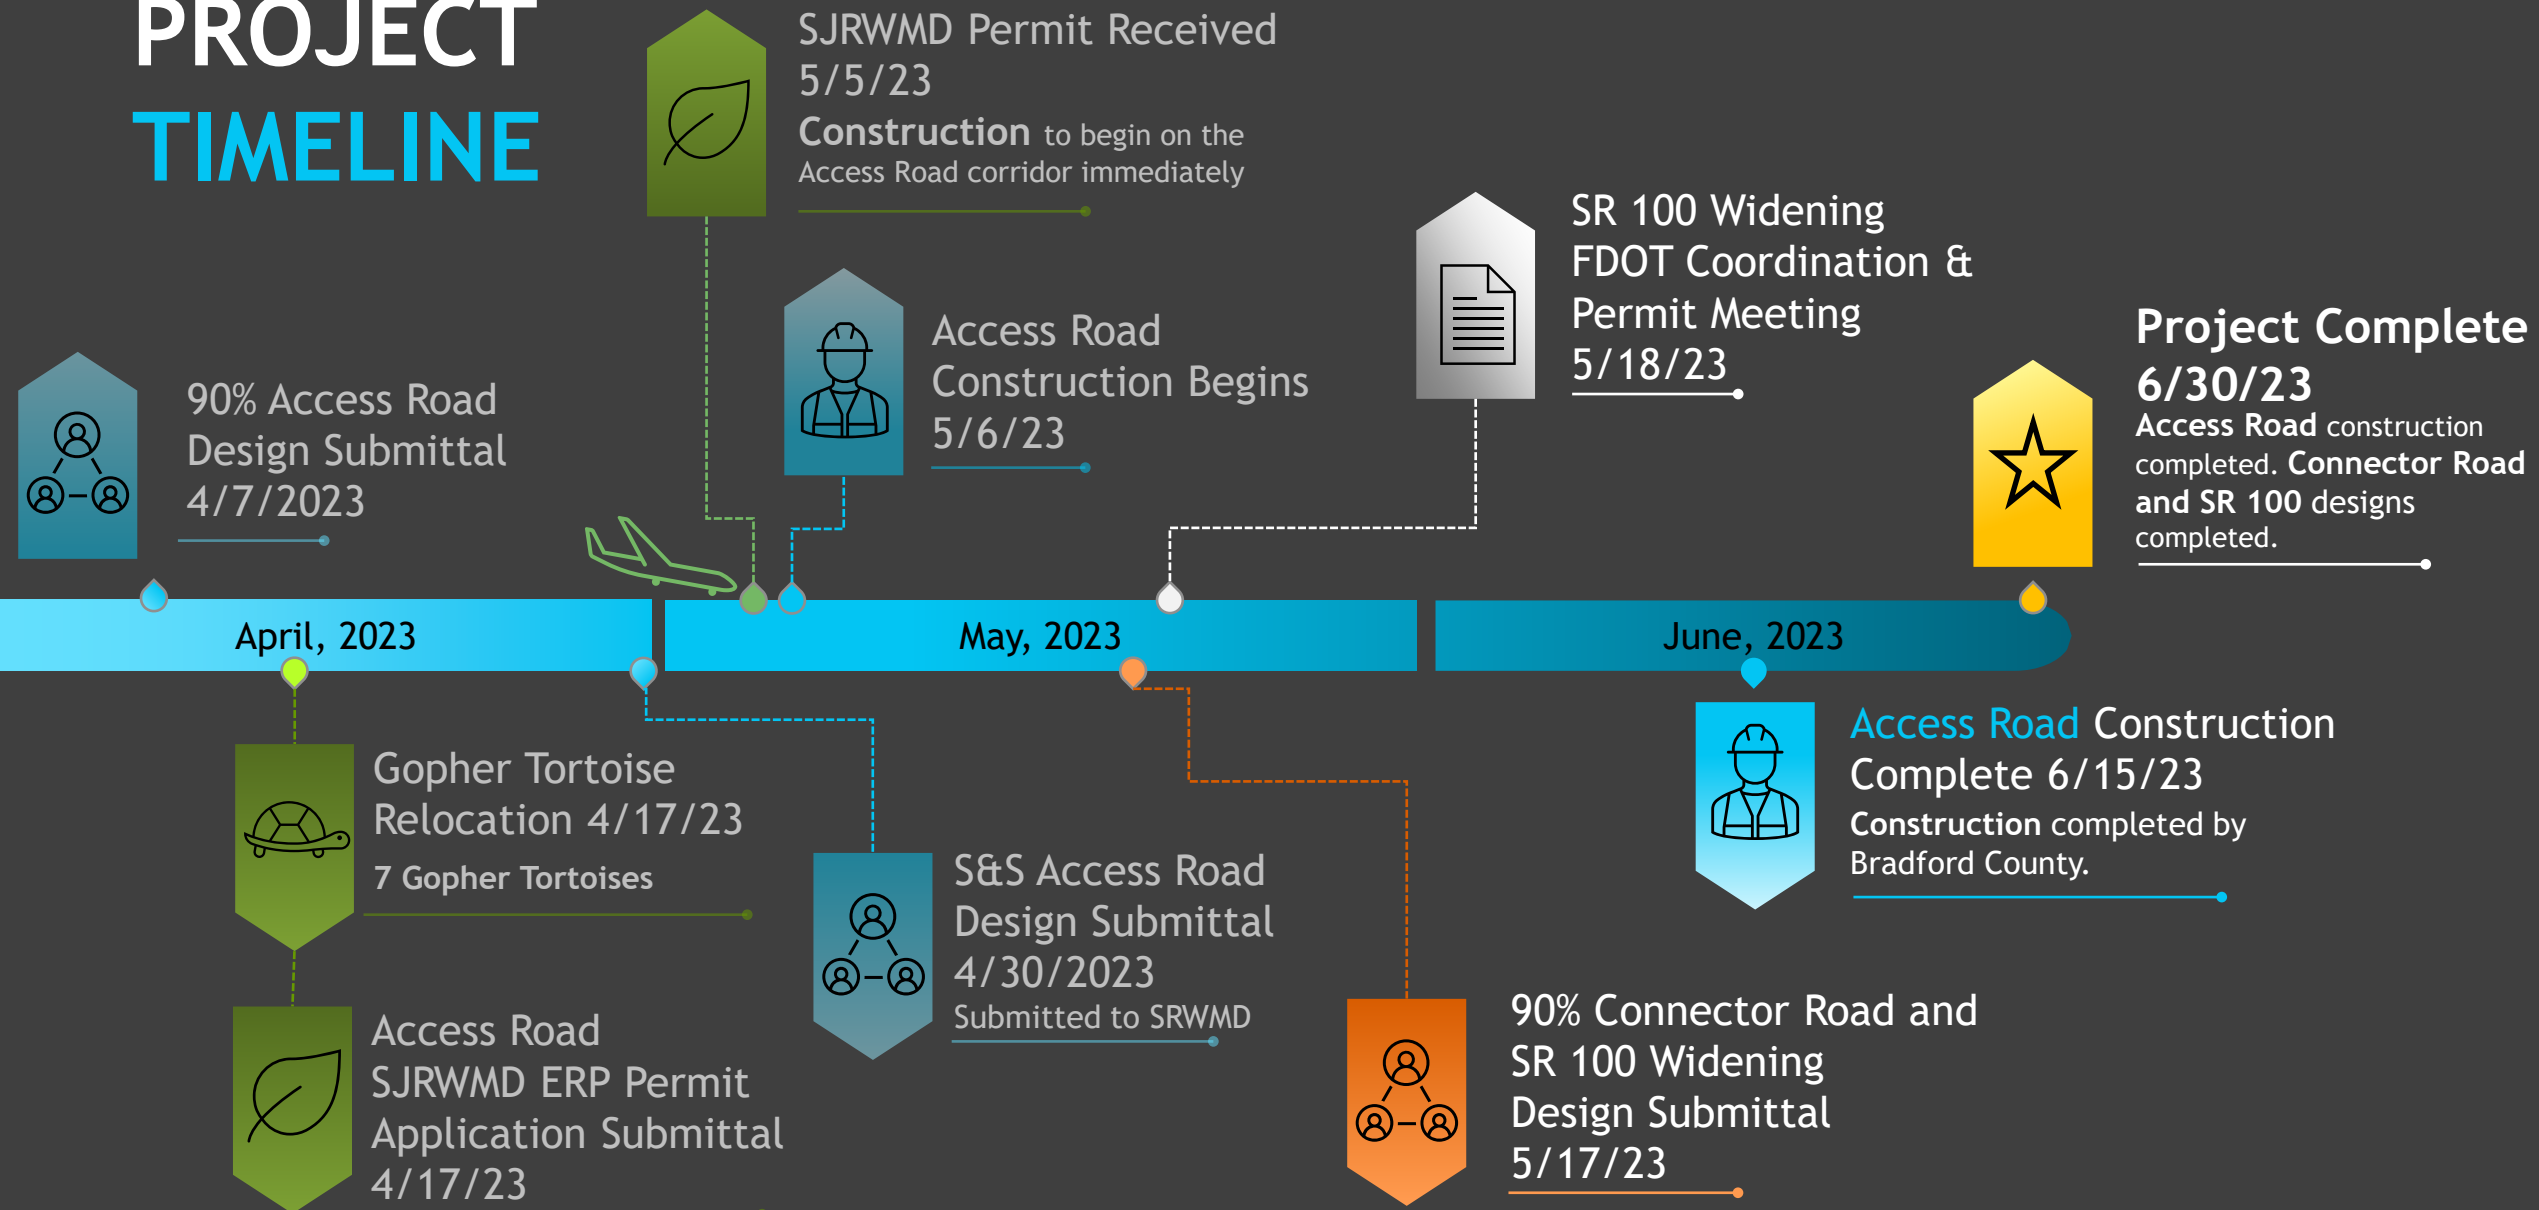 PROJECT
TIMELINE
SJRWMD Permit Received
5/5/23
Construction to begin on the
Access Road corridor immediately
SR 100 Widening
FDOT Coordination &
Permit Meeting
5/18/23
Access Road
Construction Begins
5/6/23
Project Complete
6/30/23
Access Road construction
completed. Connector Road
and SR 100 designs
completed.
90% Access Road
Design Submittal
4/7/2023
April, 2023
May, 2023
June, 2023
Gopher Tortoise
Relocation 4/17/23
7 Gopher Tortoises
Access Road
SJRWMD ERP Permit
Application Submittal
4/17/23
S&S Access Road
Design Submittal
4/30/2023
Submitted to SRWMD
90% Connector Road and
SR 100 Widening
Design Submittal
5/17/23
Access Road Construction
Complete 6/15/23
Construction completed by
Bradford County.